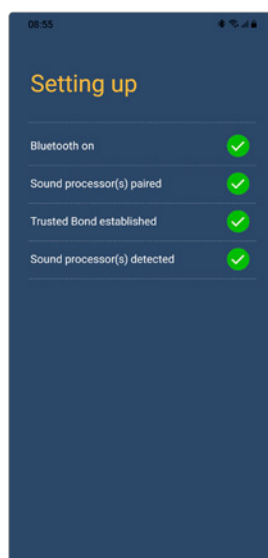 08:55
Setting up
Bluetooth on
Sound processor(s) paired
Trusted Bond established
Sound processor(s) detected